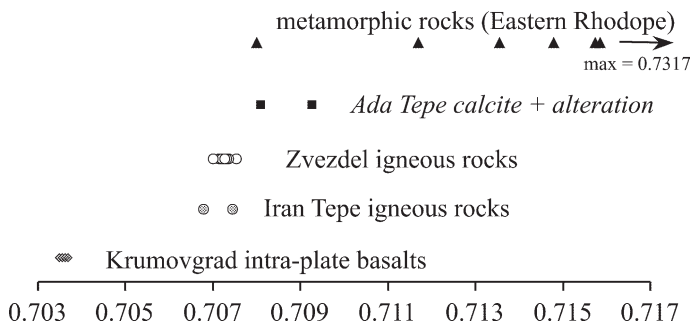 metamorphic rocks (Eastern Rhodope)
max = 0.7317
Ada Tepe calcite + alteration
Zvezdel igneous rocks
Iran Tepe igneous rocks
Krumovgrad intra-plate basalts
0.703 0.705 0.707 0.709 0.711 0.713 0.715 0.717